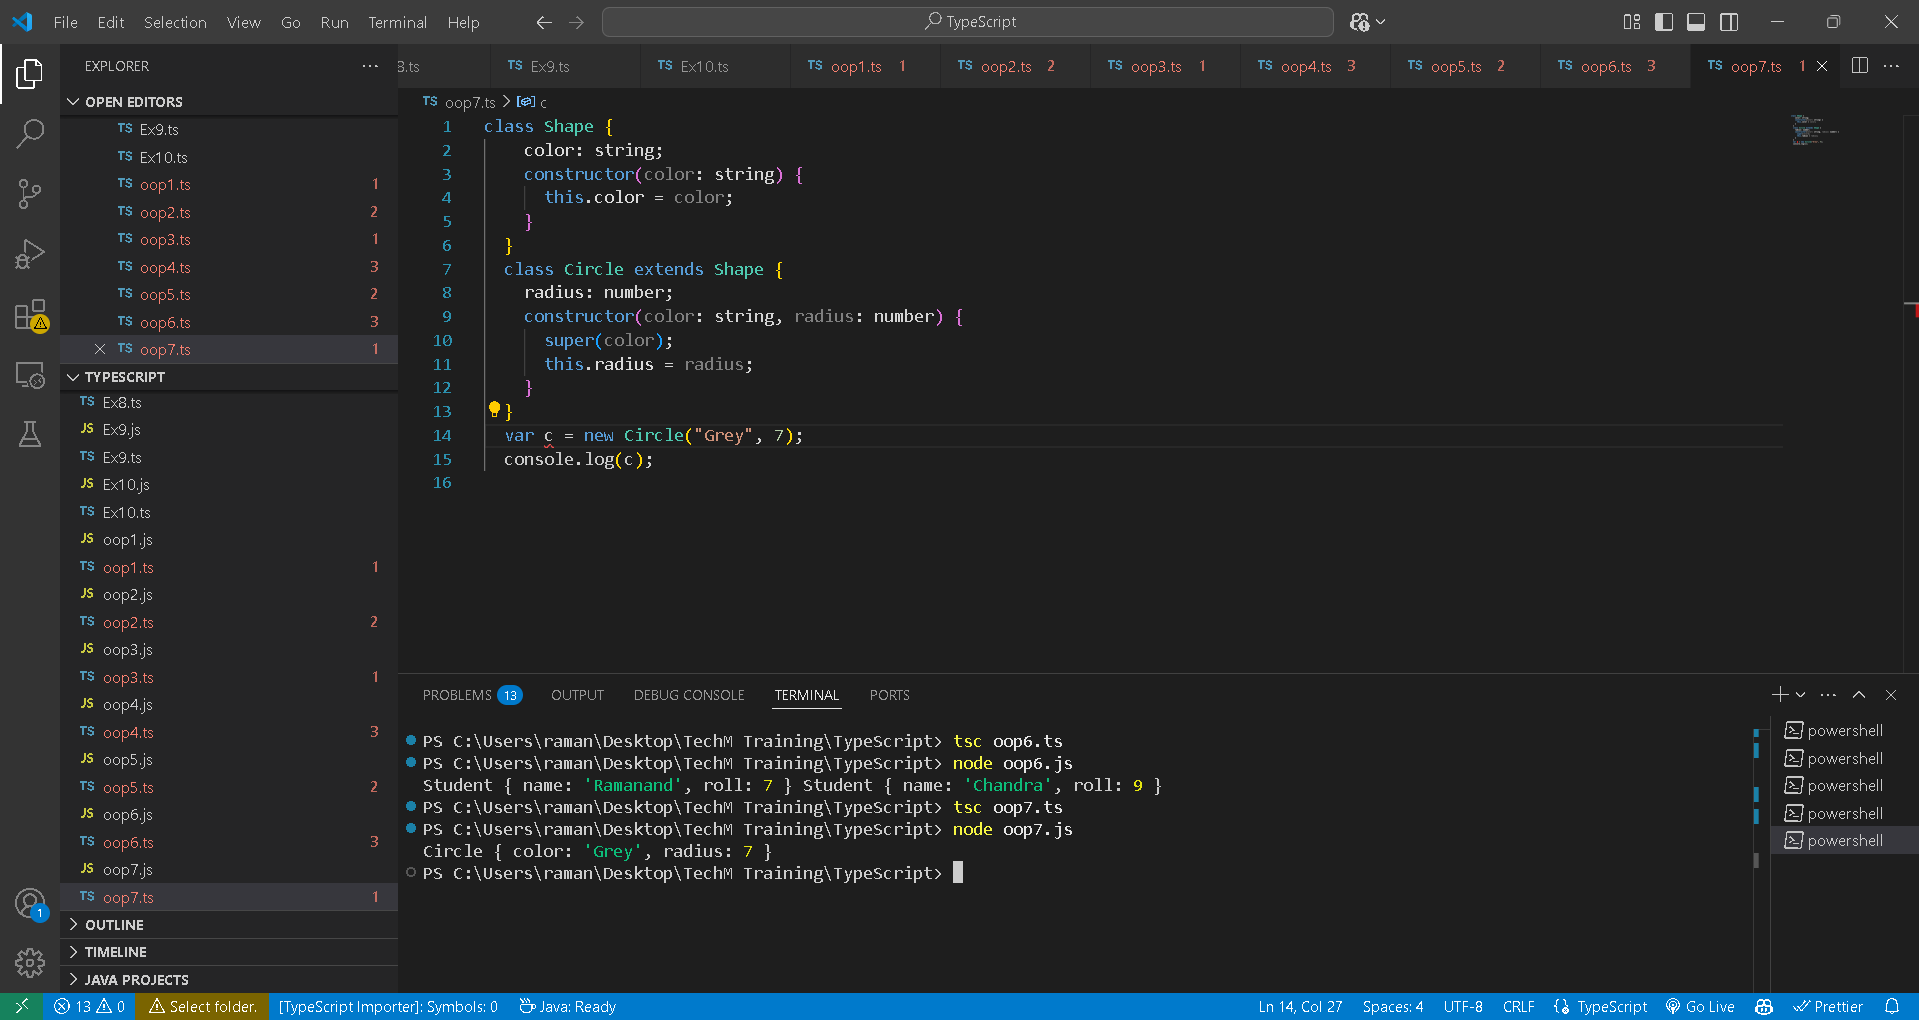 File Edit Selection View Go Run Terminal Help
TypeScript
EXPLORER
OPEN EDITORS
TS Ex9.ts
TS Ex10.ts
TS oop1.ts 1
TS oop2.ts 2
TS oop3.ts 1
TS oop4.ts 3
TS oop5.ts 2
TS oop6.ts 3
TS oop7.ts 1
TYPESCRIPT
TS Ex8.ts
JS Ex9.js
TS Ex9.ts
JS Ex10.js
TS Ex10.ts
JS oop1.js
TS oop1.ts 1
JS oop2.js
TS oop2.ts 2
JS oop3.js
TS oop3.ts 1
JS oop4.js
TS oop4.ts 3
JS oop5.js
TS oop5.ts 2
JS oop6.js
TS oop6.ts 3
JS oop7.js
TS oop7.ts 1
OUTLINE
TIMELINE
JAVA PROJECTS
1
8.ts TS Ex9.ts TS Ex10.ts TS oop1.ts 1 TS oop2.ts 2 TS oop3.ts 1 TS oop4.ts 3 TS oop5.ts 2 TS oop6.ts 3 TS oop7.ts 1
TS oop7.ts > c
1 class Shape {
2 color: string;
3 constructor(color: string) {
4 this.color = color;
5 }
6 }
7 class Circle extends Shape {
8 radius: number;
9 constructor(color: string, radius: number) {
10 super(color);
11 this.radius = radius;
12 }
13 }
14 var c = new Circle("Grey", 7);
15 console.log(c);
16
PROBLEMS 13 OUTPUT DEBUG CONSOLE TERMINAL PORTS
PS C:\Users\raman\Desktop\TechM Training\TypeScript> tsc oop6.ts
PS C:\Users\raman\Desktop\TechM Training\TypeScript> node oop6.js
Student { name: 'Ramanand', roll: 7 } Student { name: 'Chandra', roll: 9 }
PS C:\Users\raman\Desktop\TechM Training\TypeScript> tsc oop7.ts
PS C:\Users\raman\Desktop\TechM Training\TypeScript> node oop7.js
Circle { color: 'Grey', radius: 7 }
PS C:\Users\raman\Desktop\TechM Training\TypeScript>
powershell
powershell
powershell
powershell
powershell
13 0 Select folder. [TypeScript Importer]: Symbols: 0 Java: Ready Ln 14, Col 27 Spaces: 4 UTF-8 CRLF TypeScript Go Live Prettier